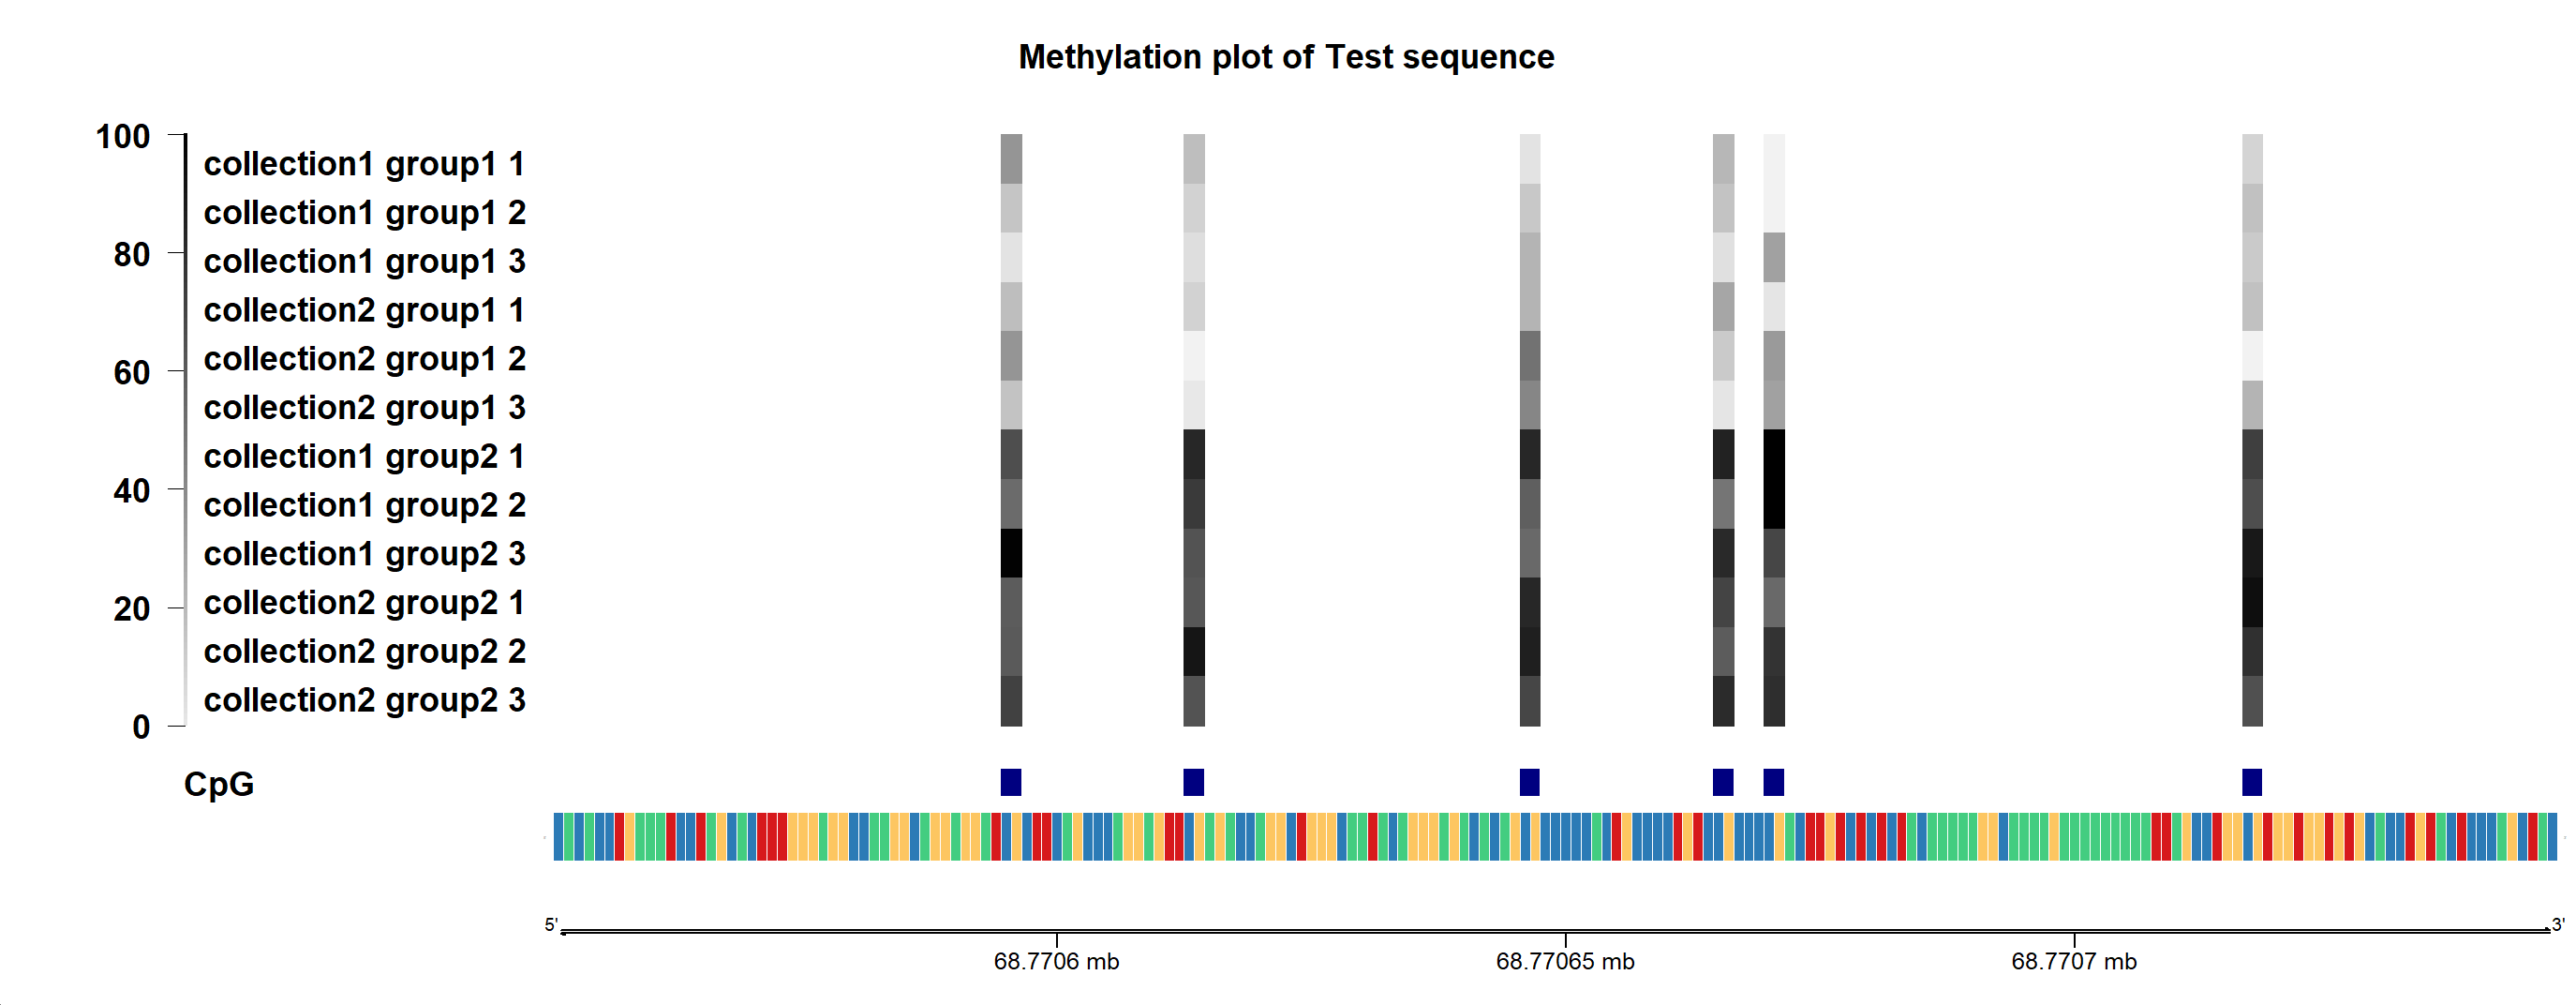 Methylation plot of Test sequence
100
collection1 group1 1
collection1 group1 2
80
collection1 group1 3
collection2 group1 1
60
collection2 group1 2
collection2 group1 3
collection1 group2 1
40
collection1 group2 2
collection1 group2 3
20
collection2 group2 1
collection2 group2 2
collection2 group2 3
0
CpG
5' 3'
68.7706 mb 68.77065 mb 68.7707 mb